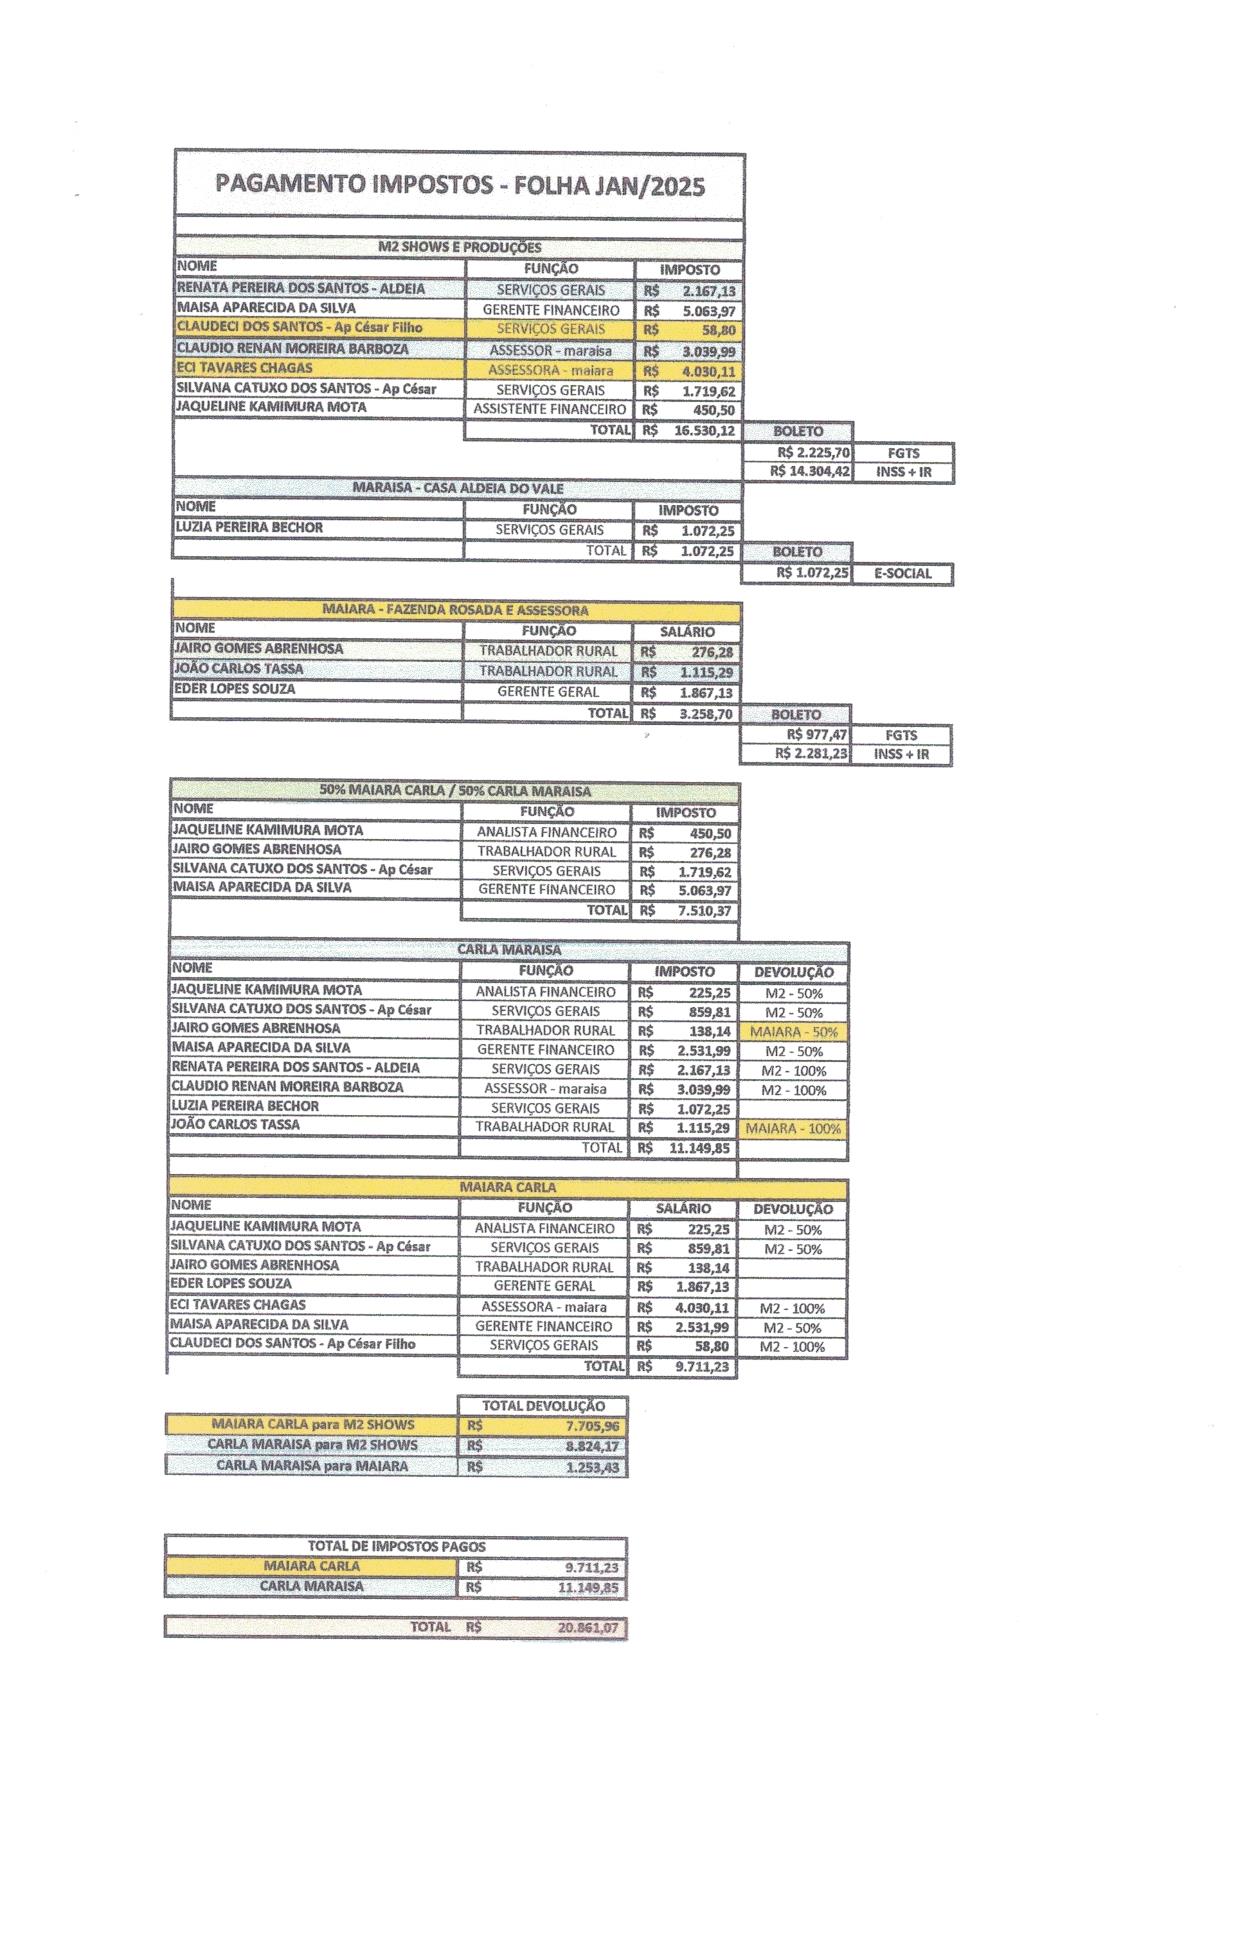 PAGAMENTO IMPOSTOS - FOLHA JAN/2025
M2 SHOWS E PRODUÇÕES
NOME FUNÇÃO IMPOSTO
RENATA PEREIRA DOS SANTOS - ALDEIA SERVIÇOS GERAIS R$ 2.167,13
MAISA APARECIDA DA SILVA GERENTE FINANCEIRO R$ 5.063,97
CLAUDECI DOS SANTOS - Ap César Filho SERVIÇOS GERAIS R$ 58,80
CLAUDIO RENAN MOREIRA BARBOZA ASSESSOR - maraisa R$ 3.039,99
ECI TAVARES CHAGAS ASSESSORA - maiara R$ 4.030,11
SILVANA CATUXO DOS SANTOS - Ap César SERVIÇOS GERAIS R$ 1.719,62
JAQUELINE KAMIMURA MOTA ASSISTENTE FINANCEIRO R$ 450,50
TOTAL R$ 16.530,12 BOLETO
R$ 2.225,70 FGTS
R$ 14.304,42 INSS + IR
MARAISA - CASA ALDEIA DO VALE
NOME FUNÇÃO IMPOSTO
LUZIA PEREIRA BECHOR SERVIÇOS GERAIS R$ 1.072,25
TOTAL R$ 1.072,25 BOLETO
R$ 1.072,25 E-SOCIAL
MAIARA - FAZENDA ROSADA E ASSESSORA
NOME FUNÇÃO SALÁRIO
JAIRO GOMES ABRENHOSA TRABALHADOR RURAL R$ 276,28
JOÃO CARLOS TASSA TRABALHADOR RURAL R$ 1.115,29
EDER LOPES SOUZA GERENTE GERAL R$ 1.867,13
TOTAL R$ 3.258,70 BOLETO
R$ 977,47 FGTS
R$ 2.281,23 INSS + IR
50% MAIARA CARLA / 50% CARLA MARAISA
NOME FUNÇÃO IMPOSTO
JAQUELINE KAMIMURA MOTA ANALISTA FINANCEIRO R$ 450,50
JAIRO GOMES ABRENHOSA TRABALHADOR RURAL R$ 276,28
SILVANA CATUXO DOS SANTOS - Ap César SERVIÇOS GERAIS R$ 1.719,62
MAISA APARECIDA DA SILVA GERENTE FINANCEIRO R$ 5.063,97
TOTAL R$ 7.510,37
CARLA MARAISA
NOME FUNÇÃO IMPOSTO DEVOLUÇÃO
JAQUELINE KAMIMURA MOTA ANALISTA FINANCEIRO R$ 225,25 M2 - 50%
SILVANA CATUXO DOS SANTOS - Ap César SERVIÇOS GERAIS R$ 859,81 M2 - 50%
JAIRO GOMES ABRENHOSA TRABALHADOR RURAL R$ 138,14 MAIARA - 50%
MAISA APARECIDA DA SILVA GERENTE FINANCEIRO R$ 2.531,99 M2 - 50%
RENATA PEREIRA DOS SANTOS - ALDEIA SERVIÇOS GERAIS R$ 2.167,13 M2 - 100%
CLAUDIO RENAN MOREIRA BARBOZA ASSESSOR - maraisa R$ 3.039,99 M2 - 100%
LUZIA PEREIRA BECHOR SERVIÇOS GERAIS R$ 1.072,25
JOÃO CARLOS TASSA TRABALHADOR RURAL R$ 1.115,29 MAIARA - 100%
TOTAL R$ 11.149,85
MAIARA CARLA
NOME FUNÇÃO SALÁRIO DEVOLUÇÃO
JAQUELINE KAMIMURA MOTA ANALISTA FINANCEIRO R$ 225,25 M2 - 50%
SILVANA CATUXO DOS SANTOS - Ap César SERVIÇOS GERAIS R$ 859,81 M2 - 50%
JAIRO GOMES ABRENHOSA TRABALHADOR RURAL R$ 138,14
EDER LOPES SOUZA GERENTE GERAL R$ 1.867,13
ECI TAVARES CHAGAS ASSESSORA - maiara R$ 4.030,11 M2 - 100%
MAISA APARECIDA DA SILVA GERENTE FINANCEIRO R$ 2.531,99 M2 - 50%
CLAUDECI DOS SANTOS - Ap César Filho SERVIÇOS GERAIS R$ 58,80 M2 - 100%
TOTAL R$ 9.711,23
TOTAL DEVOLUÇÃO
MAIARA CARLA para M2 SHOWS R$ 7.705,96
CARLA MARAISA para M2 SHOWS R$ 8.824,17
CARLA MARAISA para MAIARA R$ 1.253,43
TOTAL DE IMPOSTOS PAGOS
MAIARA CARLA R$ 9.711,23
CARLA MARAISA R$ 11.149,85
TOTAL R$ 20.861,07